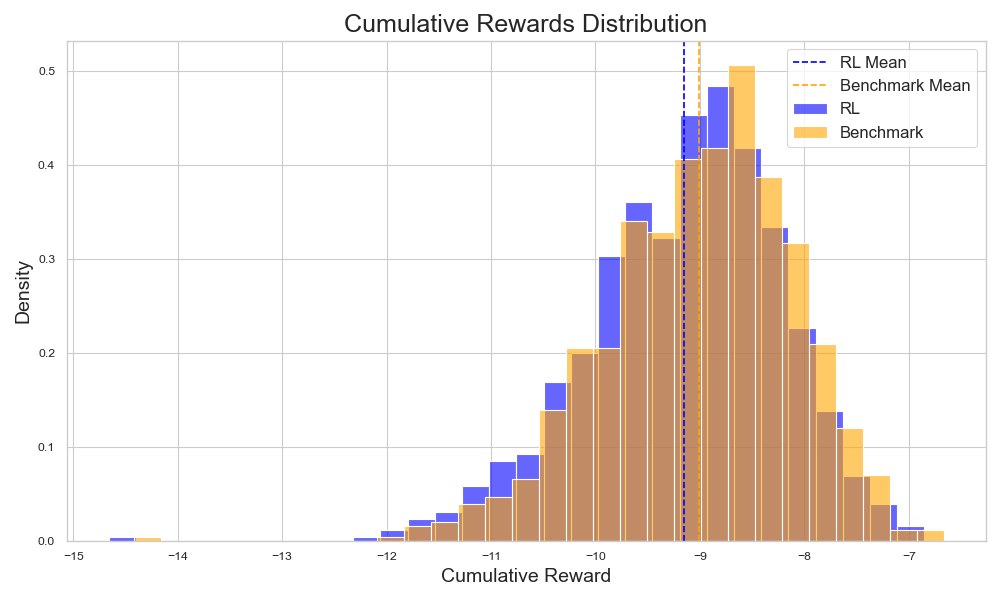 Cumulative Rewards Distribution
RL Mean
Benchmark Mean
RL
Benchmark
Density
0.5
0.4
0.3
0.2
0.1
0.0
−15 −14 −13 −12 −11 −10 −9 −8 −7
Cumulative Reward